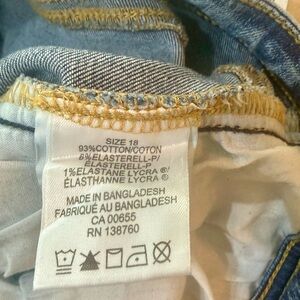 SIZE 18
93%COTTON/COTON
6%ELASTERELL-P/
ELASTERELL-P
1%ELASTANE LYCRA ®/
ÉLASTHANNE LYCRA ®
MADE IN BANGLADESH
FABRIQUÉ AU BANGLADESH
CA 00655
RN 138760